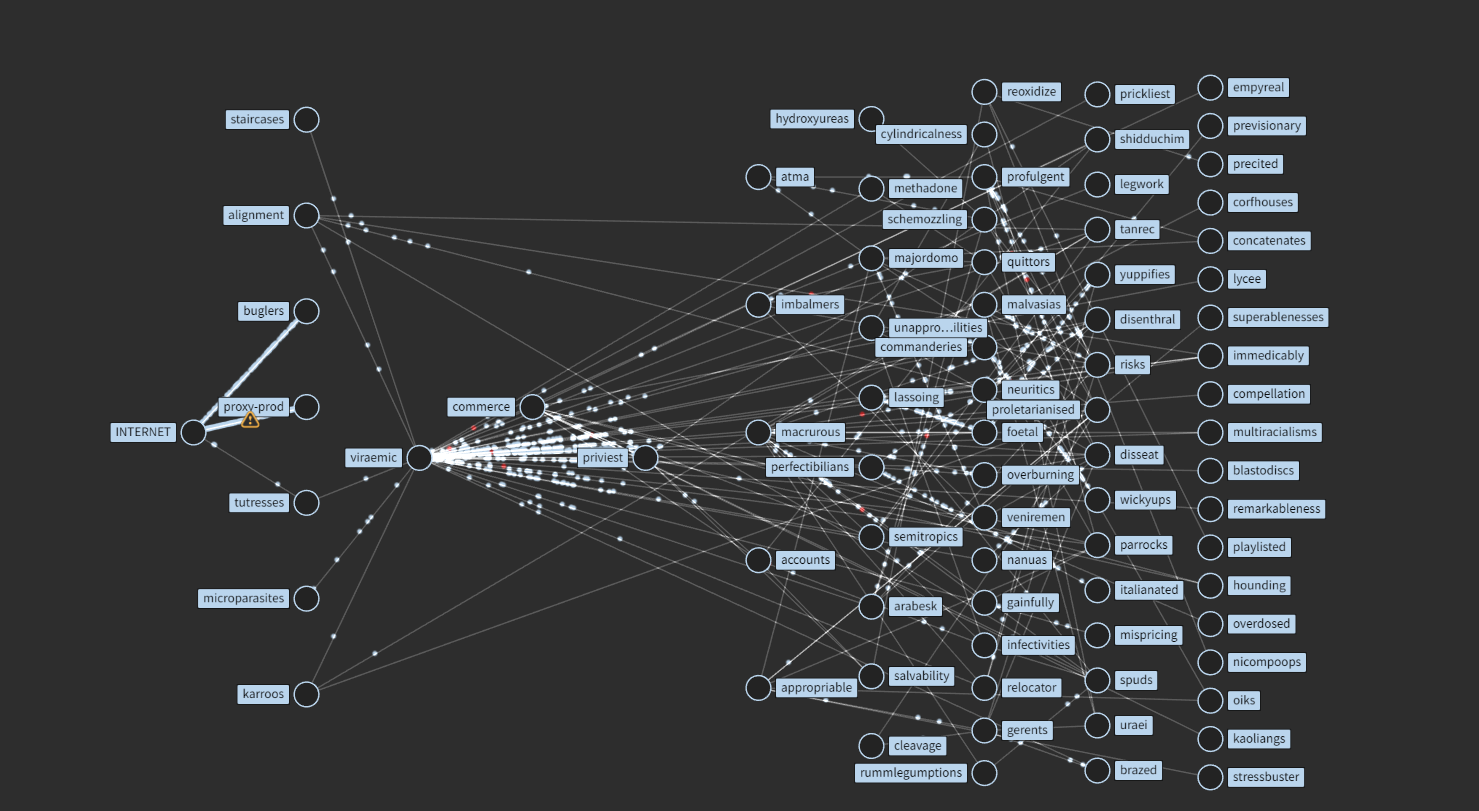 staircases
alignment
buglers
proxy-prod
INTERNET
tutresses
microparasites
karroos
viraemic
commerce
priviest
atma
imbalmers
macrurous
accounts
appropriable
hydroxyureas
methadone
majordomo
unappro…ilities
lassoing
perfectibilians
semitropics
arabesk
salvability
cleavage
reoxidize
cylindricalness
profulgent
schemozzling
quittors
malvasias
commanderies
neuritics
foetal
overburning
veniremen
nanuas
gainfully
infectivities
relocator
gerents
rummlegumptions
prickliest
shidduchim
legwork
tanrec
yuppifies
disenthral
risks
proletarianised
disseat
wickyups
parrocks
italianated
mispricing
spuds
uraei
brazed
empyreal
previsionary
precited
corfhouses
concatenates
lycee
superablenesses
immedicably
compellation
multiracialisms
blastodiscs
remarkableness
playlisted
hounding
overdosed
nicompoops
oiks
kaoliangs
stressbuster